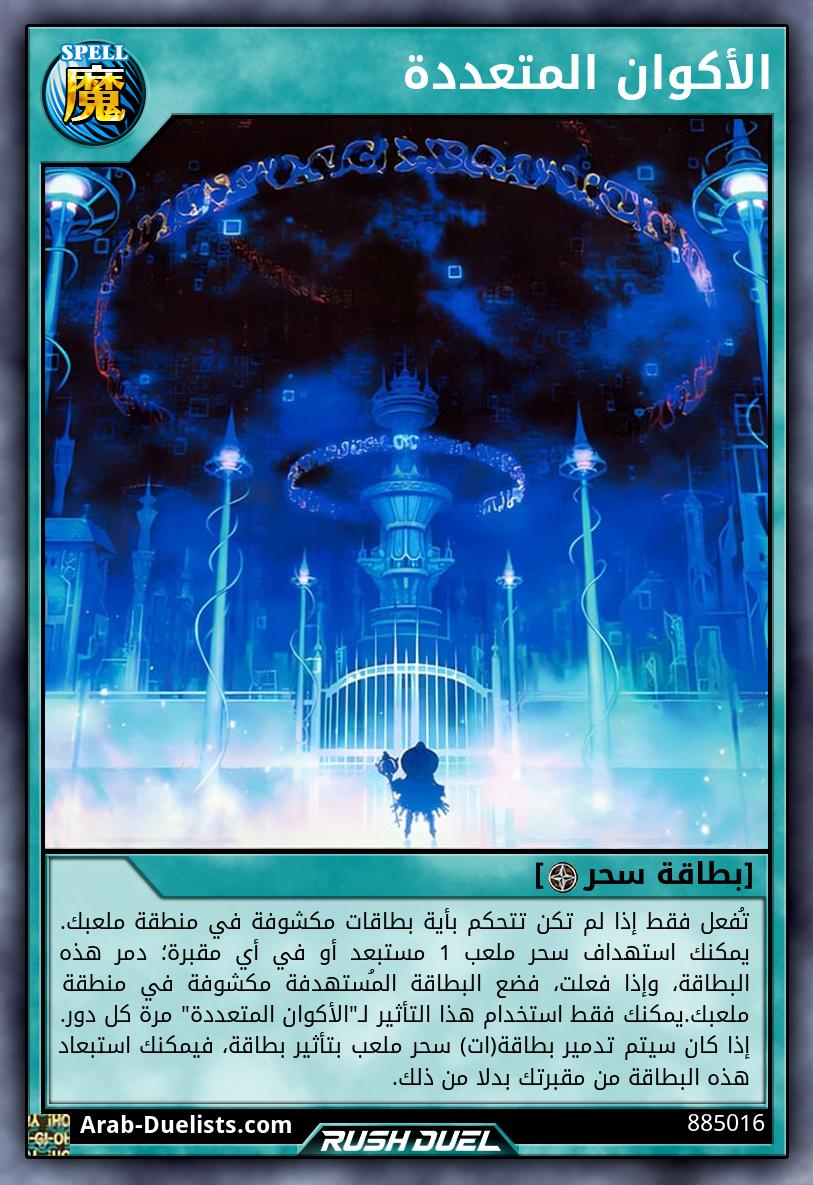 SPELL
魔
الأكوان المتعددة
[بطاقة سحر]
تُفعل فقط إذا لم تكن تتحكم بأية بطاقات مكشوفة في منطقة ملعبك.
يمكنك استهداف سحر ملعب 1 مستبعد أو في أي مقبرة؛ دمر هذه
البطاقة، وإذا فعلت، فضع البطاقة المُستهدفة مكشوفة في منطقة
ملعبك.يمكنك فقط استخدام هذا التأثير لـ"الأكوان المتعددة" مرة كل دور.
إذا كان سيتم تدمير بطاقة(ات) سحر ملعب بتأثير بطاقة، فيمكنك استبعاد
هذه البطاقة من مقبرتك بدلا من ذلك.
Arab-Duelists.com
RUSH DUEL
885016